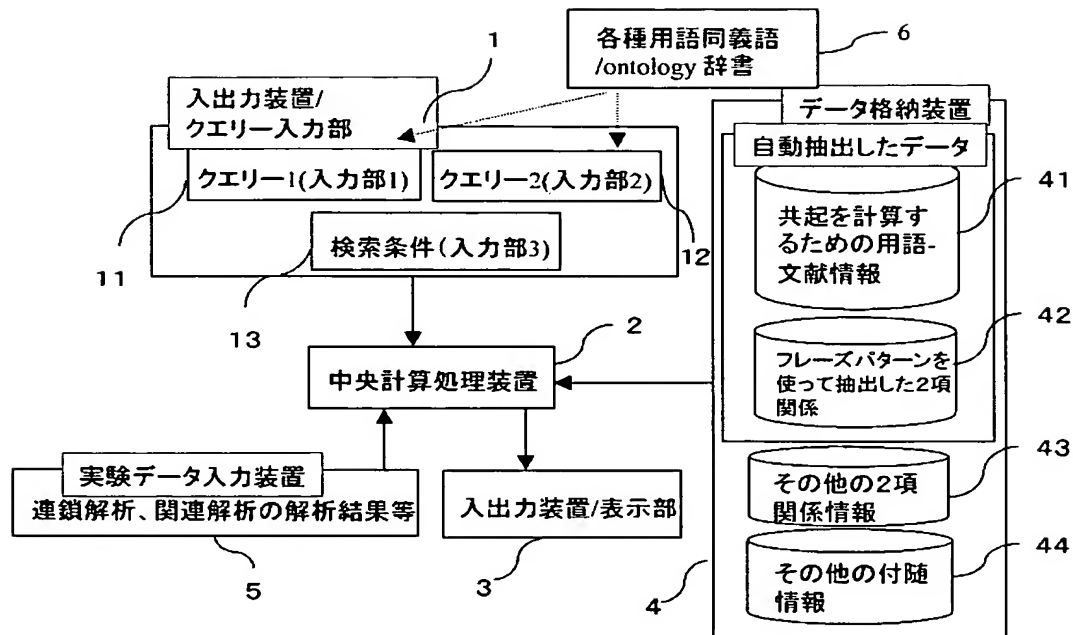 各種用語同義語
/ontology 辞書
6
1
入出力装置/
クエリー入力部
クエリー1(入力部1)
クエリー2(入力部2)
11
12
検索条件(入力部3)
13
2
中央計算処理装置
実験データ入力装置
連鎖解析、関連解析の解析結果等
5
入出力装置/表示部
3
データ格納装置
自動抽出したデータ
共起を計算す
るための用語-
文献情報
41
フレーズパターンを
使って抽出した2項
関係
42
その他の2項
関係情報
43
その他の付随
情報
44
4